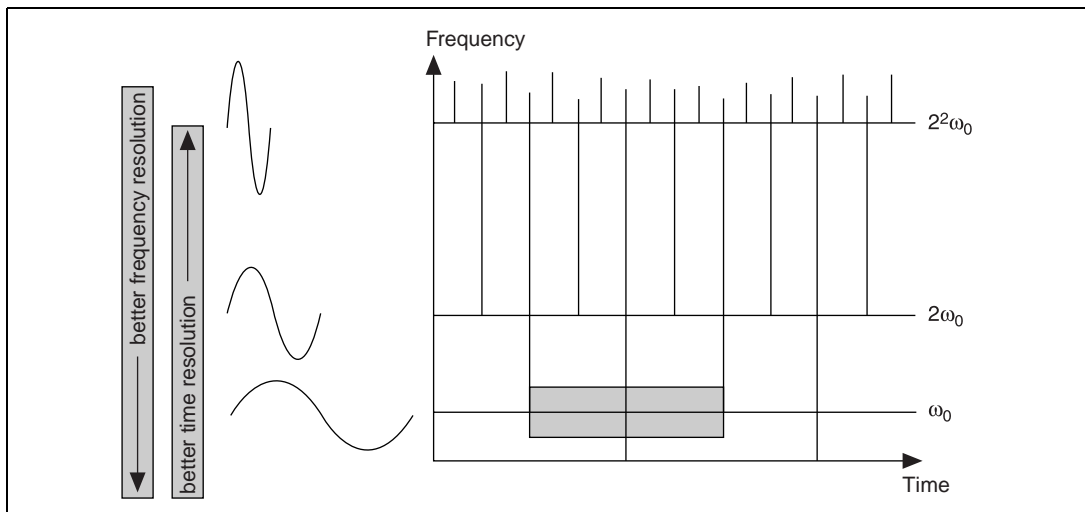 Frequency
better frequency resolution
better time resolution
2²ω₀
2ω₀
ω₀
Time